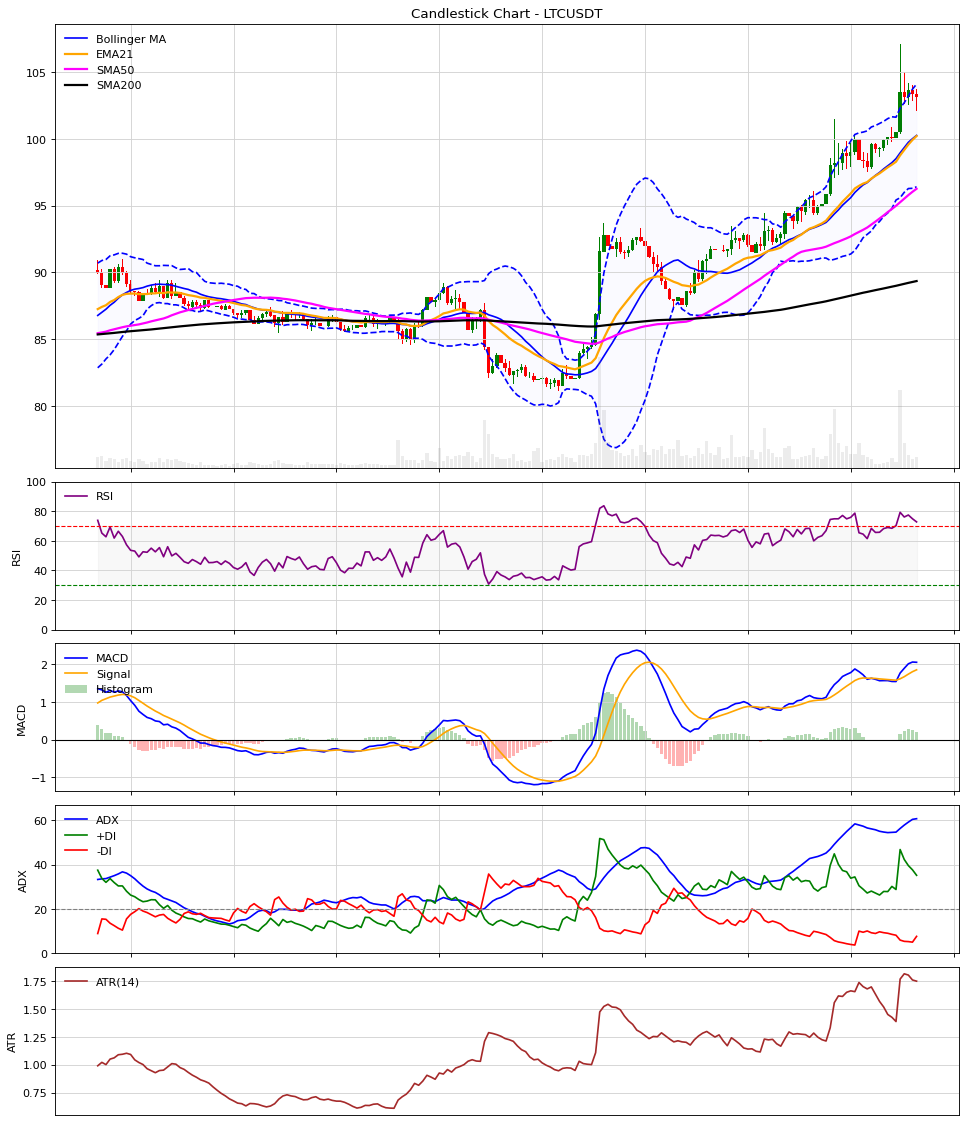 Candlestick Chart - LTCUSDT
Bollinger MA
EMA21
SMA50
SMA200
105
100
95
90
85
80
RSI
100
80
60
40
20
0
RSI
MACD
Signal
Histogram
2
1
0
−1
MACD
ADX
+DI
-DI
60
40
20
0
ADX
ATR(14)
1.75
1.50
1.25
1.00
0.75
ATR